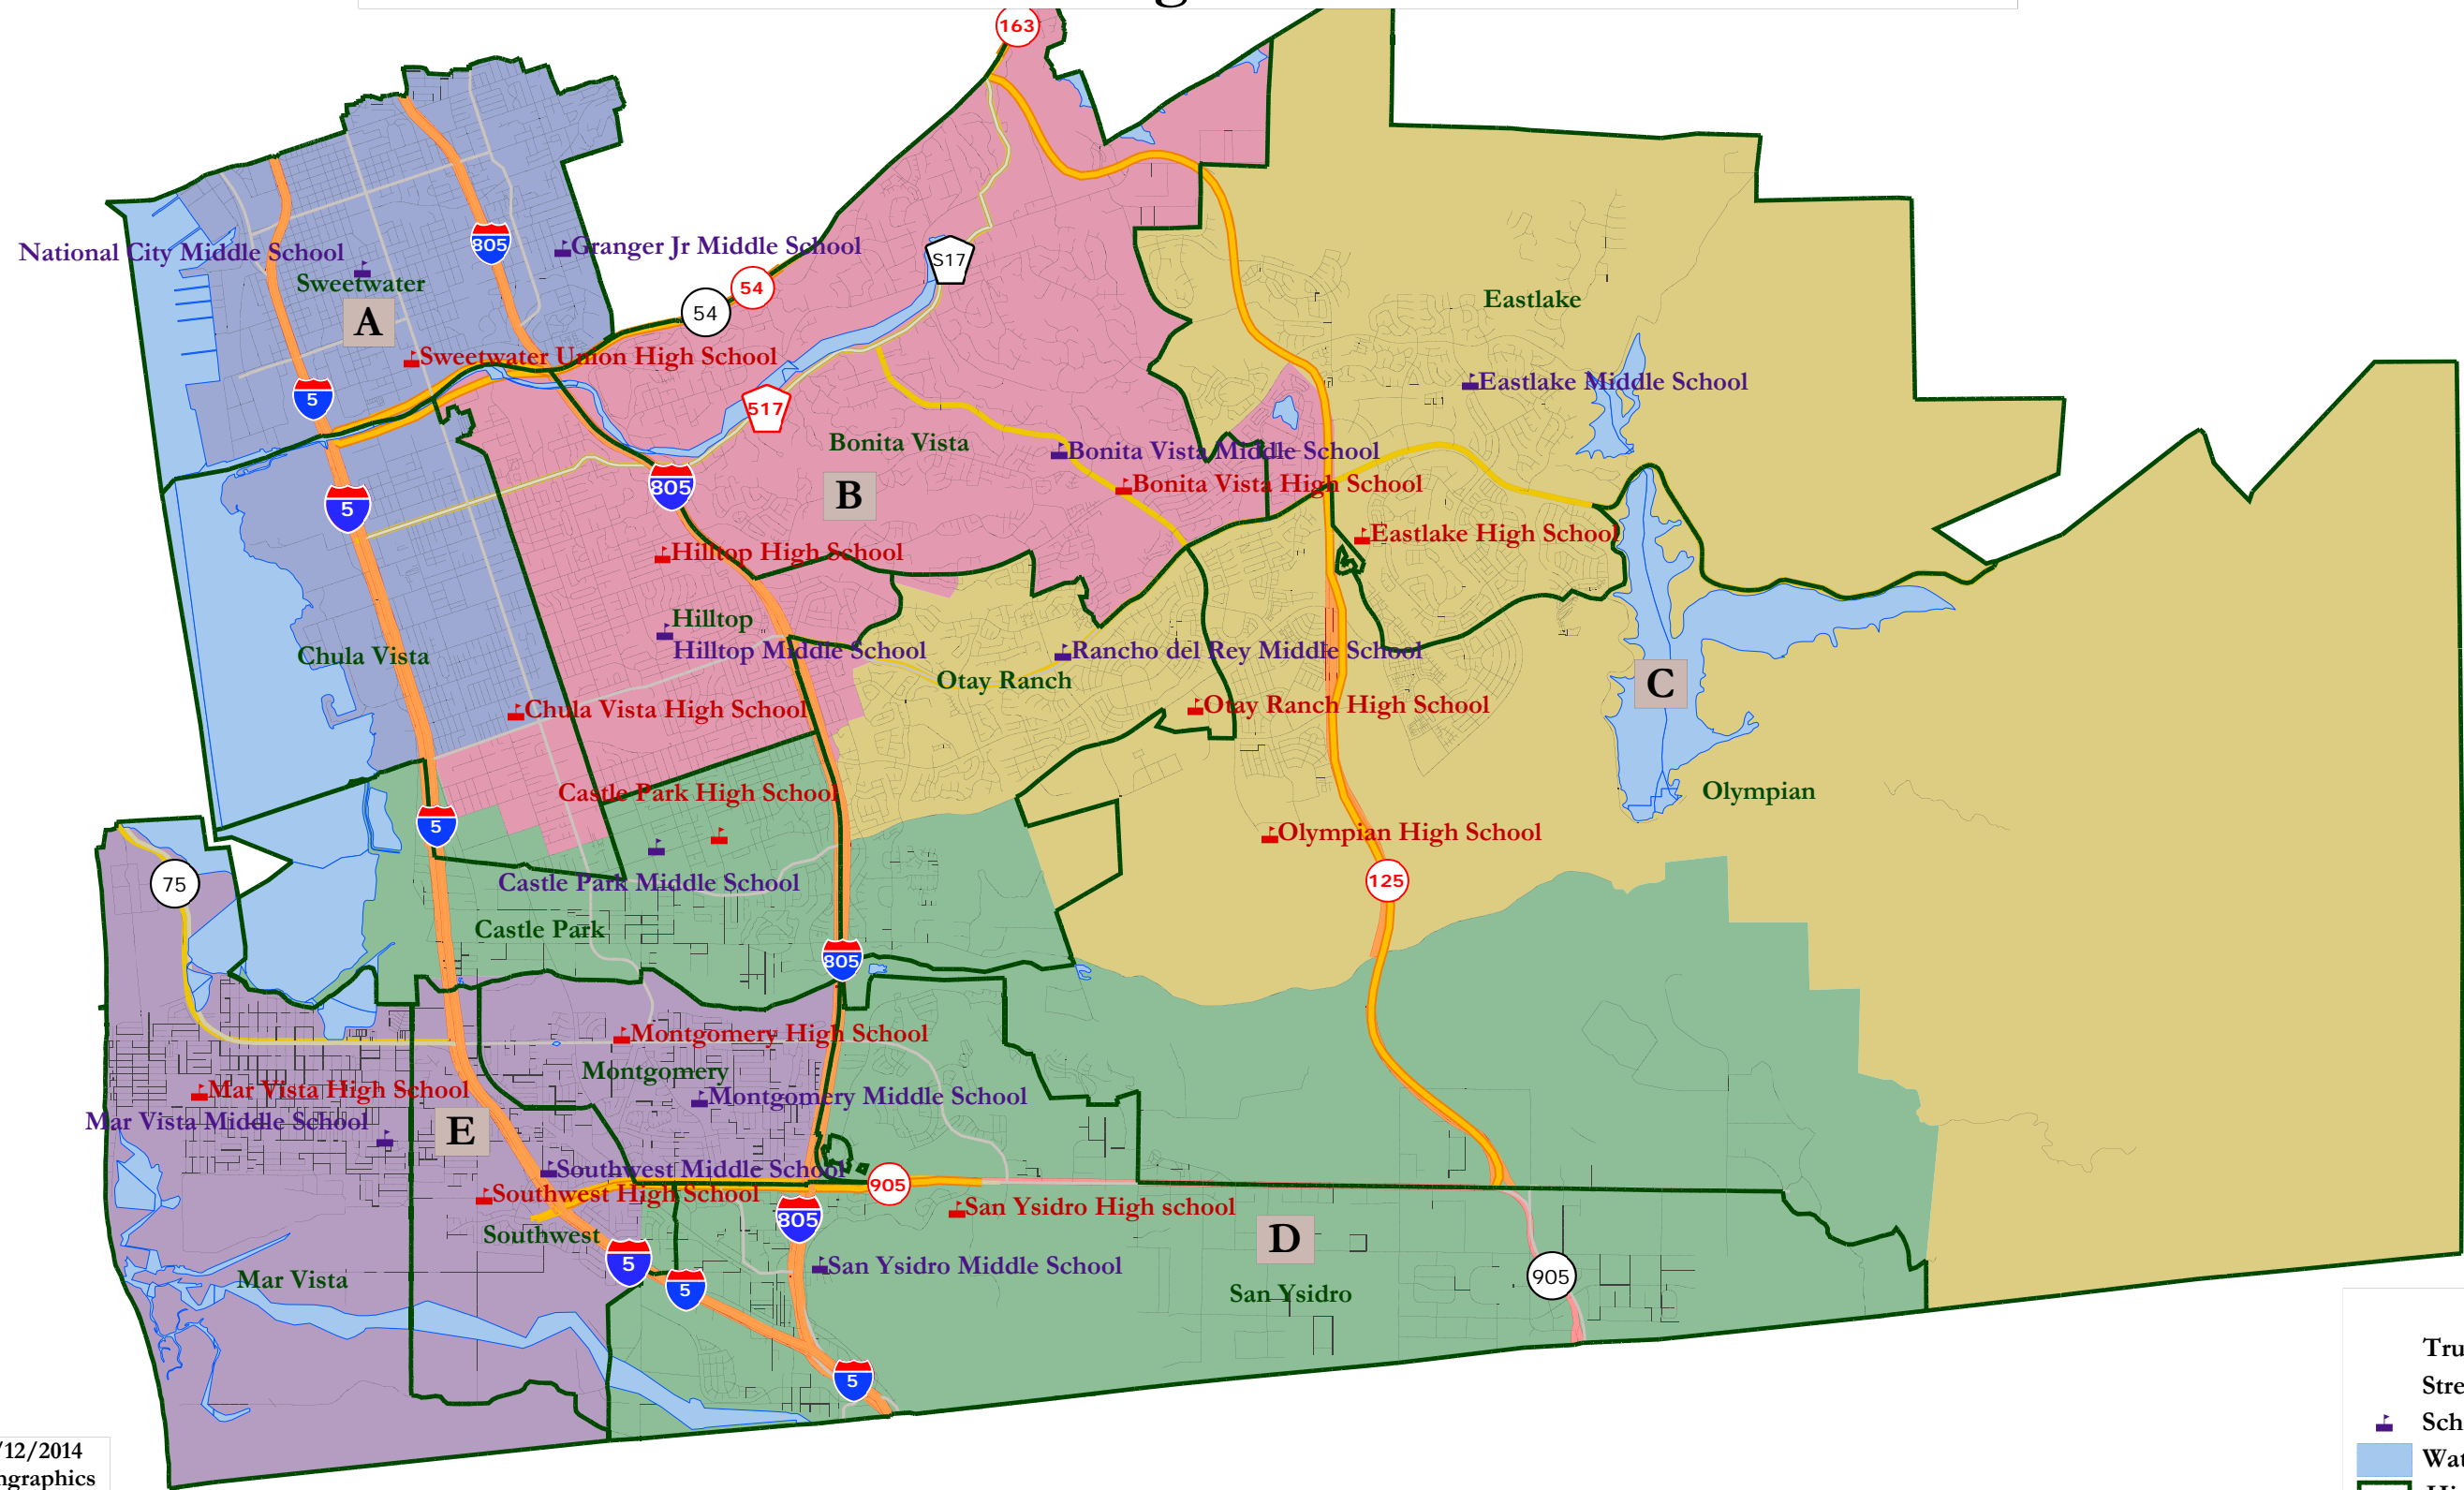 163
National City Middle School
805
Granger Jr Middle School
S17
Sweetwater
54
54
A
Eastlake
Sweetwater Union High School
5
517
Eastlake Middle School
Bonita Vista
Bonita Vista Middle School
805
B
Bonita Vista High School
5
Hilltop High School
Eastlake High School
Hilltop
Hilltop Middle School
Rancho del Rey Middle School
Chula Vista
Otay Ranch
C
Chula Vista High School
Otay Ranch High School
Castle Park High School
Olympian
5
Olympian High School
75
Castle Park Middle School
125
Castle Park
805
Montgomery High School
Montgomery
Mar Vista High School
Montgomery Middle School
Mar Vista Middle School
E
Southwest Middle School
905
Southwest High School
San Ysidro High school
805
Southwest
D
5
San Ysidro Middle School
905
Mar Vista
5
San Ysidro
5
Tru
Stre
Sch
Wat
/12/2014
ngraphics